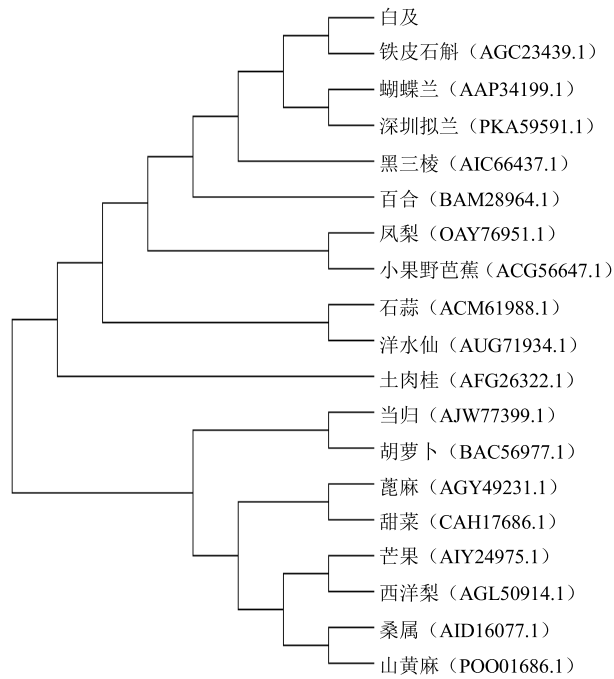 白及
铁皮石斛（AGC23439.1）
蝴蝶兰（AAP34199.1）
深圳拟兰（PKA59591.1）
黑三棱（AIC66437.1）
百合（BAM28964.1）
凤梨（OAY76951.1）
小果野芭蕉（ACG56647.1）
石蒜（ACM61988.1）
洋水仙（AUG71934.1）
土肉桂（AFG26322.1）
当归（AJW77399.1）
胡萝卜（BAC56977.1）
蓖麻（AGY49231.1）
甜菜（CAH17686.1）
芒果（AIY24975.1）
西洋梨（AGL50914.1）
桑属（AID16077.1）
山黄麻（POO01686.1）